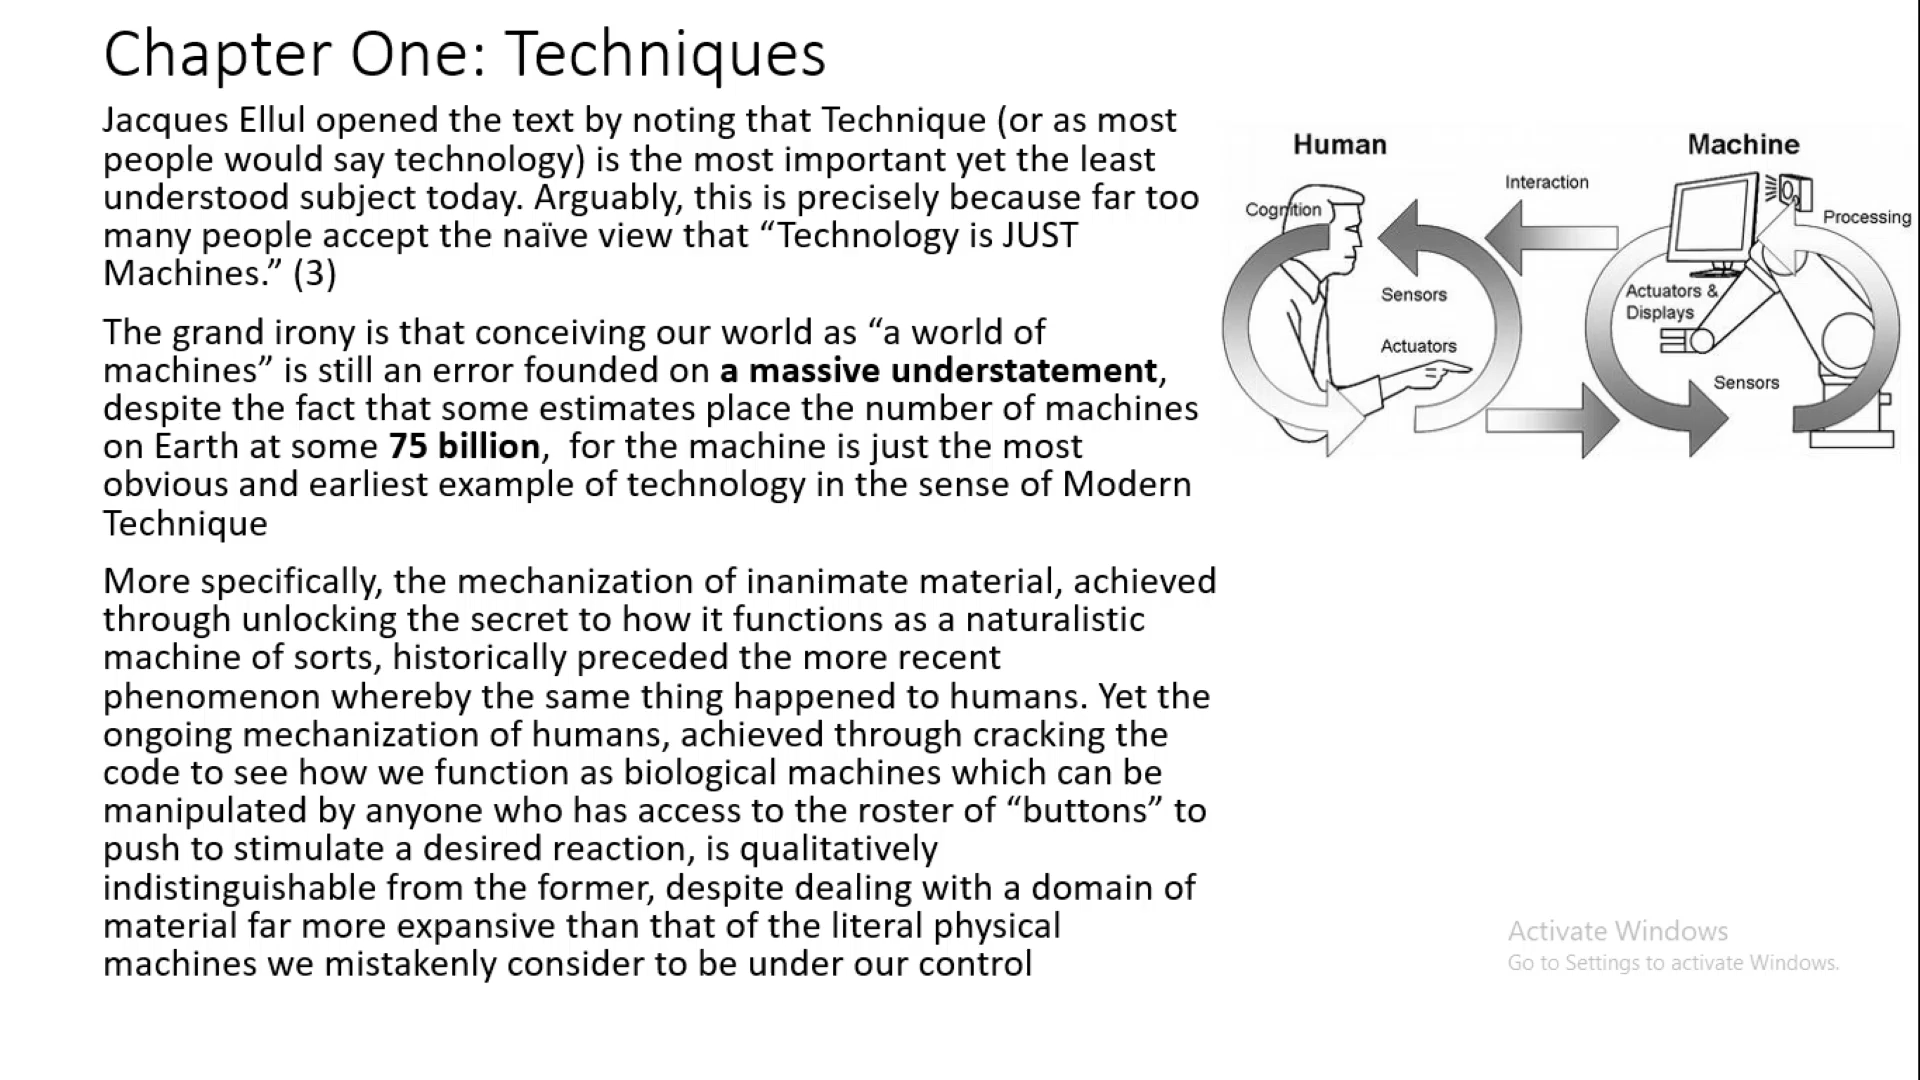 Chapter One: Techniques
Jacques Ellul opened the text by noting that Technique (or as most
people would say technology) is the most important yet the least
understood subject today. Arguably, this is precisely because far too
many people accept the naïve view that “Technology is JUST
Machines.” (3)
The grand irony is that conceiving our world as “a world of
machines” is still an error founded on a massive understatement,
despite the fact that some estimates place the number of machines
on Earth at some 75 billion, for the machine is just the most
obvious and earliest example of technology in the sense of Modern
Technique
More specifically, the mechanization of inanimate material, achieved
through unlocking the secret to how it functions as a naturalistic
machine of sorts, historically preceded the more recent
phenomenon whereby the same thing happened to humans. Yet the
ongoing mechanization of humans, achieved through cracking the
code to see how we function as biological machines which can be
manipulated by anyone who has access to the roster of “buttons” to
push to stimulate a desired reaction, is qualitatively
indistinguishable from the former, despite dealing with a domain of
material far more expansive than that of the literal physical
machines we mistakenly consider to be under our control
Human
Machine
Interaction
Cognition
Processing
Sensors
Actuators &
Displays
Actuators
Sensors
Activate Windows
Go to Settings to activate Windows.